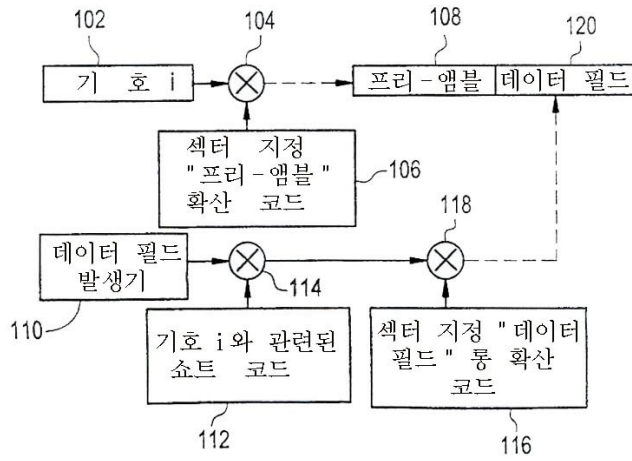 102
104
108
120
기 호 i
프리-앰블
데이터 필드
섹터 지정
"프리-앰블"
확산 코드
106
118
데이터 필드
발생기
114
110
기호 i와 관련된
쇼트 코드
섹터 지정 "데이터
필드" 롱 확산
코드
112
116